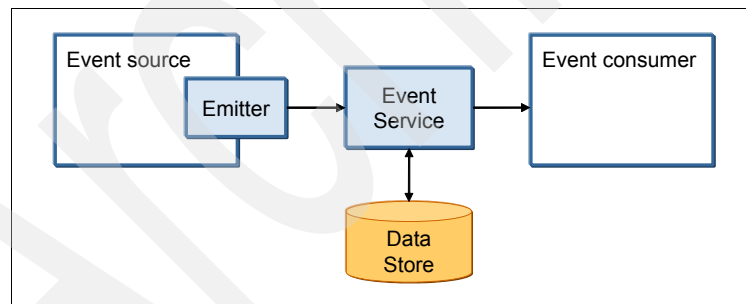 Event source
Emitter
Event
Service
Event consumer
Data
Store